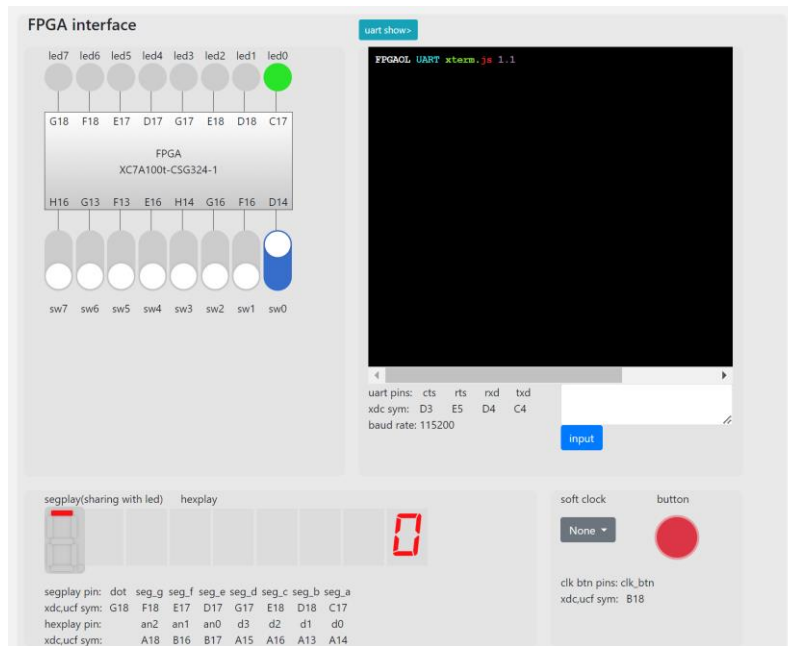 FPGA interface
uart show>
led7 led6 led5 led4 led3 led2 led1 led0
G18 F18 E17 D17 G17 E18 D18 C17
FPGA
XC7A100t-CSG324-1
H16 G13 F13 E16 H14 G16 F16 D14
sw7 sw6 sw5 sw4 sw3 sw2 sw1 sw0
FPGAOL UART xterm.js 1.1
uart pins: cts rts rxd txd
xdc sym: D3 E5 D4 C4
baud rate: 115200
input
segplay(sharing with led) hexplay
0
segplay pin: dot seg_g seg_f seg_e seg_d seg_c seg_b seg_a
xdc,ucf sym: G18 F18 E17 D17 G17 E18 D18 C17
hexplay pin: an2 an1 an0 d3 d2 d1 d0
xdc,ucf sym: A18 B16 B17 A15 A16 A13 A14
soft clock button
None
clk btn pins: clk_btn
xdc,ucf sym: B18